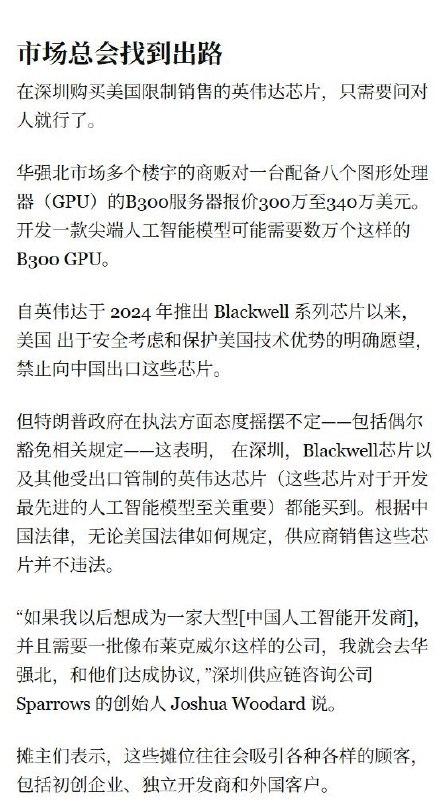 市场总会找到出路
在深圳购买美国限制销售的英伟达芯片，只需要问对
人就行了。
华强北市场多个楼宇的商贩对一台配备八个图形处理
器（GPU）的B300服务器报价300万至340万美元。
开发一款尖端人工智能模型可能需要数万个这样的
B300 GPU。
自英伟达于 2024 年推出 Blackwell 系列芯片以来，
美国 出于安全考虑和保护美国技术优势的明确愿望，
禁止向中国出口这些芯片。
但特朗普政府在执法方面态度摇摆不定——包括偶尔
豁免相关规定——这表明， 在深圳，Blackwell芯片以
及其他受出口管制的英伟达芯片（这些芯片对于开发
最先进的人工智能模型至关重要）都能买到。根据中
国法律，无论美国法律如何规定，供应商销售这些芯
片并不违法。
“如果我以后想成为一家大型[中国人工智能开发商]，
并且需要一批像布莱克威尔这样的公司，我就会去华
强北，和他们达成协议，”深圳供应链咨询公司
Sparrows 的创始人 Joshua Woodard 说。
摊主们表示，这些摊位往往会吸引各种各样的顾客，
包括初创企业、独立开发商和外国客户。